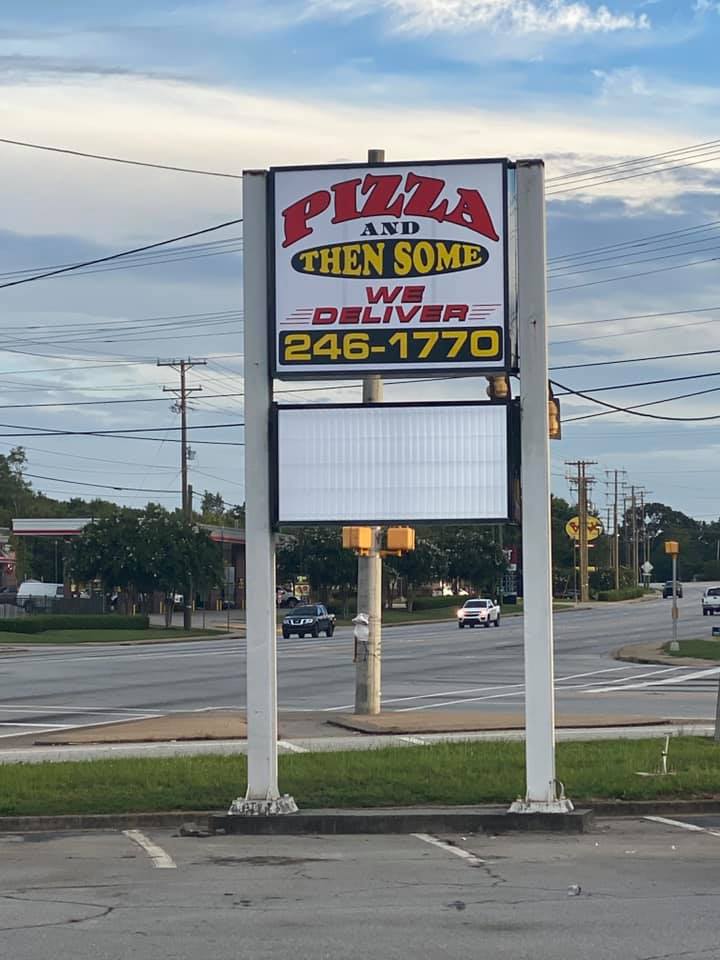 PIZZA
AND
THEN SOME
WE
DELIVER
246-1770